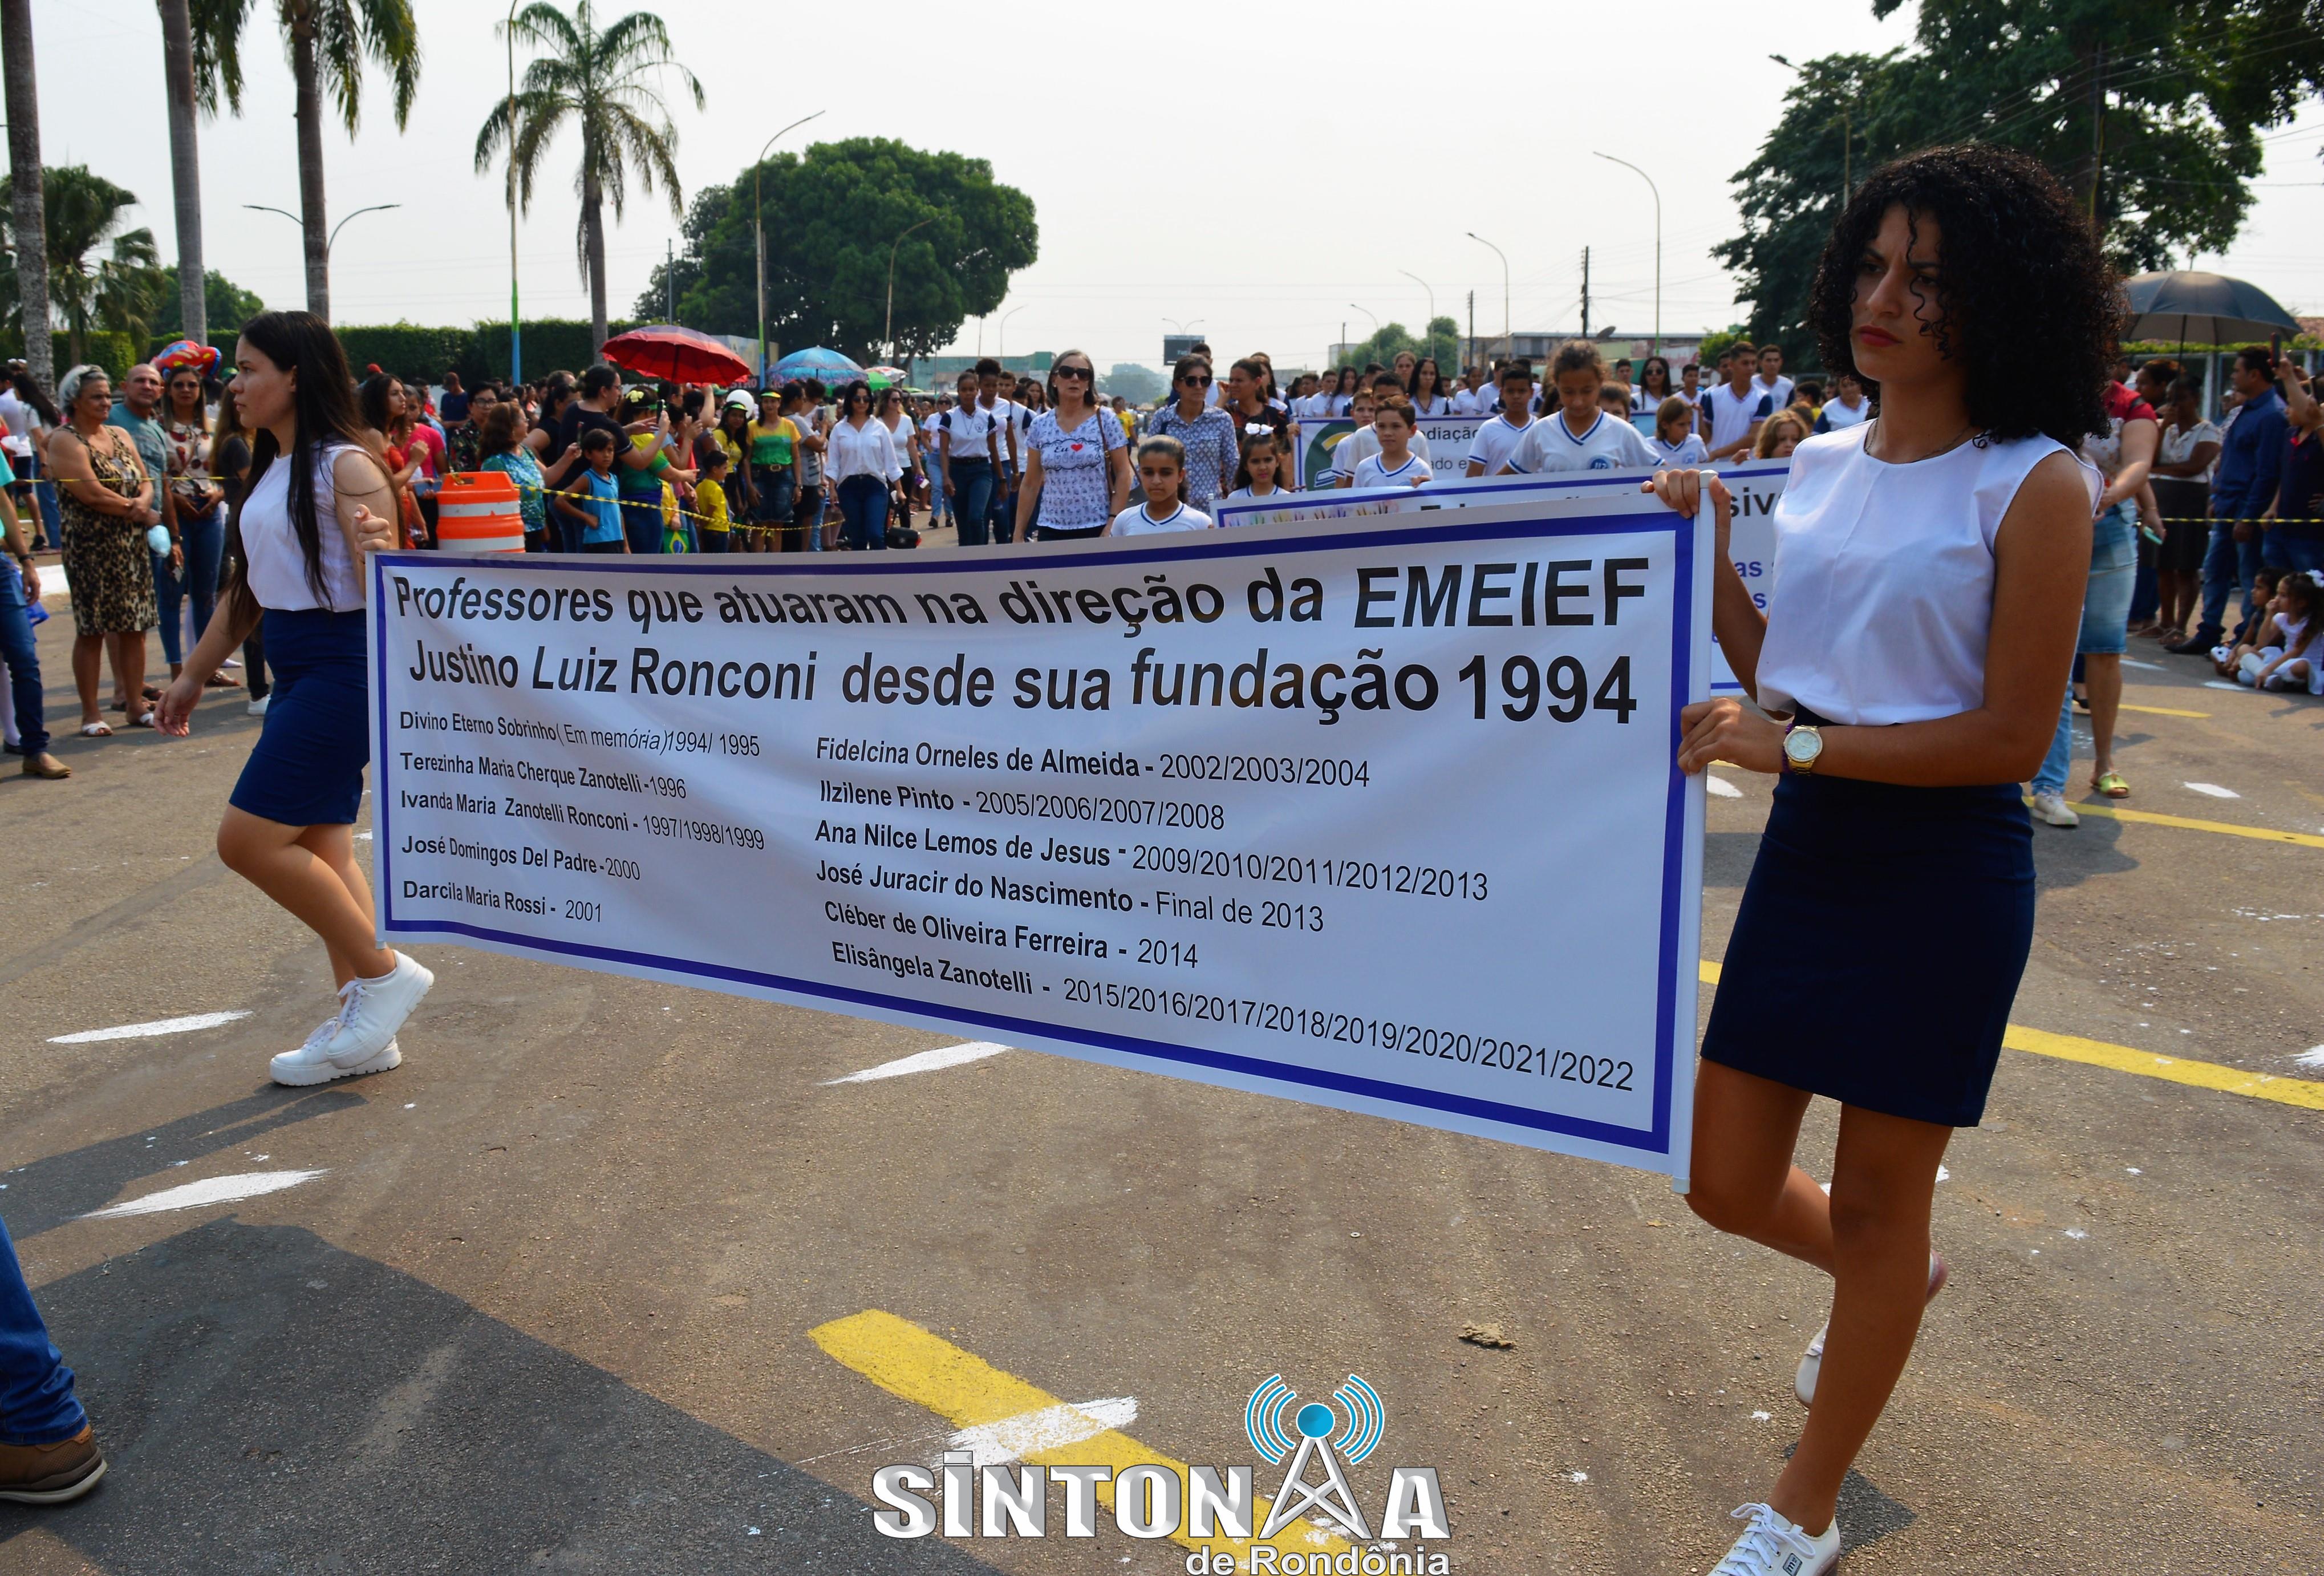 Professores que atuaram na direção da EMEIEF
Justino Luiz Ronconi desde sua fundação 1994
Divino Eterno Sobrinho( Em memória)1994/ 1995
Terezinha Maria Cherque Zanotelli-1996
Ivanda Maria Zanotelli Ronconi - 1997/1998/1999
José Domingos Del Padre-2000
Darcila Maria Rossi - 2001
Fidelcina Orneles de Almeida - 2002/2003/2004
Ilzilene Pinto - 2005/2006/2007/2008
Ana Nilce Lemos de Jesus - 2009/2010/2011/2012/2013
José Juracir do Nascimento - Final de 2013
Cléber de Oliveira Ferreira - 2014
Elisângela Zanotelli - 2015/2016/2017/2018/2019/2020/2021/2022
Eu
SINTONIA
de Rondônia